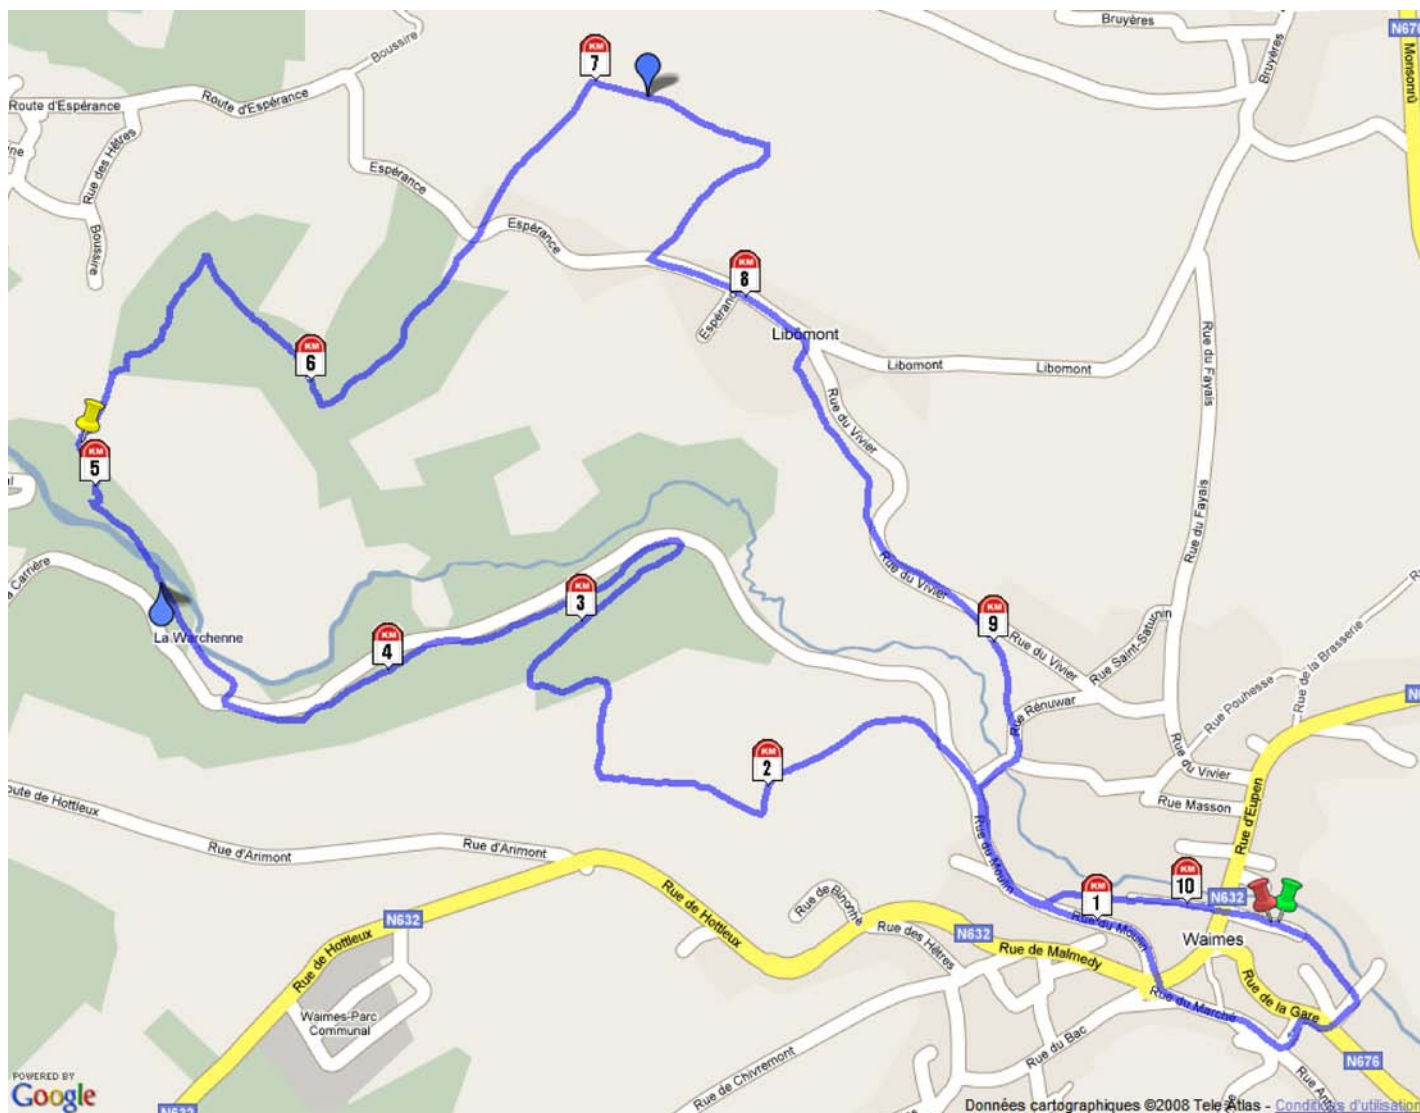 Bruyères
N676
Monsonrû
Boussire
KM
7
Route d'Espérance
Route d'Espérance
Bruyères
Rue des Hêtres
Espérance
Boussire
Espérance
KM
8
Libomont
Libomont
Libomont
KM
6
Rue du Fayais
Rue du Vivier
KM
5
Rue du Fayais
Carrière
La Warchenne
KM
3
Rue du Vivier
KM
9
KM
4
Rue du Vivier
Rue Saint-Saturnin
Rue de la Brasserie
Rue Rénuwar
Rue Pouhesse
KM
2
Rue du Vivier
Rue Masson
Rue d'Eupen
Rue d'Arimont
Rue d'Arimont
Rue du Moulin
Rue de Hottleux
Rue de Binonhé
KM
1
KM
10
N632
N632
Rue du Moulin
Rue des Hêtres
N632
Waimes
Rue de Hottleux
Rue de Malmedy
Rue de la Gare
Waimes-Parc
Communal
Rue du Marché
Rue du Bac
N676
Rue de Chivremont
POWERED BY
Google
N632
Données cartographiques ©2008 Tele Atlas - Conditions d'utilisation